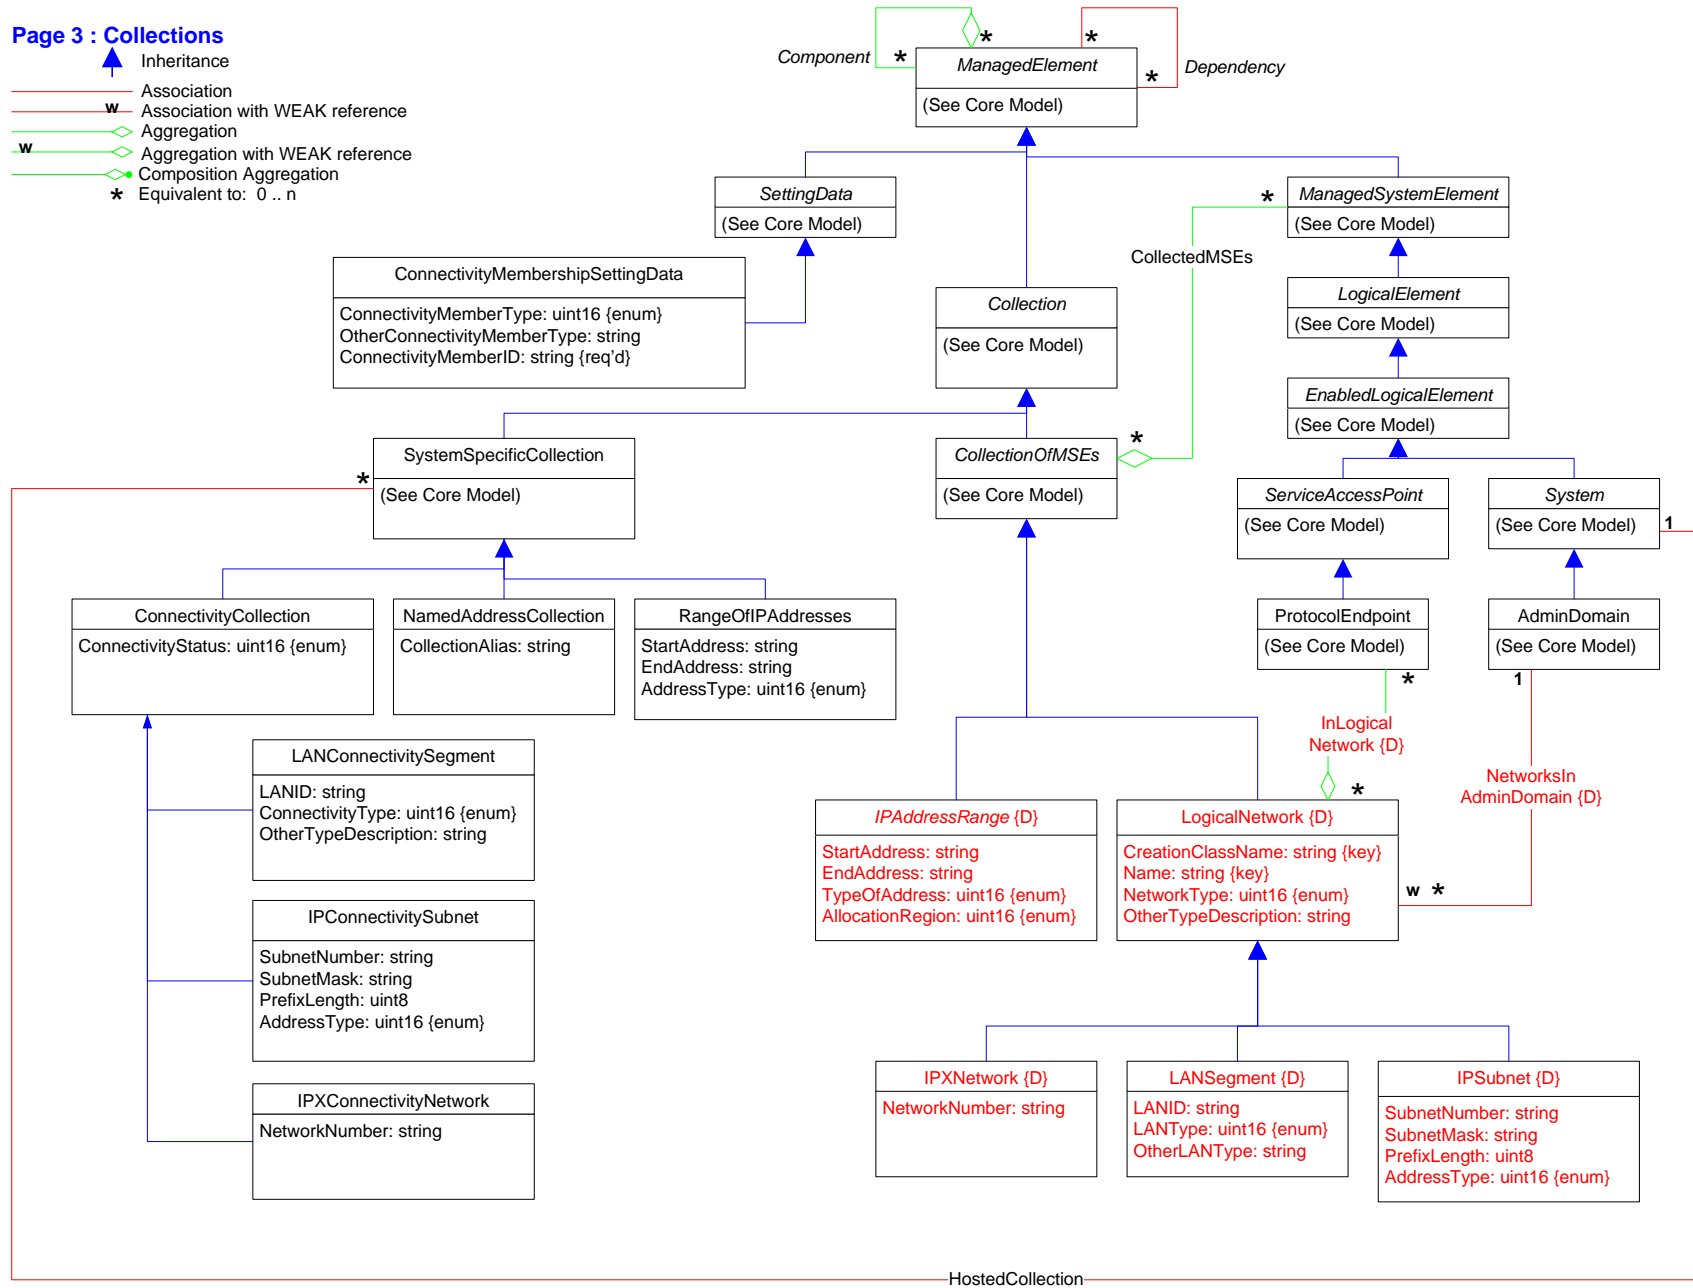 Page 3 : Collections
Inheritance
Association
w
Association with WEAK reference
Aggregation
w
Aggregation with WEAK reference
Composition Aggregation
* Equivalent to: 0 .. n
Component
*
*
*
*
Dependency
ManagedElement
(See Core Model)
SettingData
(See Core Model)
*
ManagedSystemElement
(See Core Model)
CollectedMSEs
ConnectivityMembershipSettingData
ConnectivityMemberType: uint16 {enum}
OtherConnectivityMemberType: string
ConnectivityMemberID: string {req'd}
Collection
(See Core Model)
LogicalElement
(See Core Model)
EnabledLogicalElement
(See Core Model)
*
SystemSpecificCollection
(See Core Model)
*
CollectionOfMSEs
(See Core Model)
ServiceAccessPoint
(See Core Model)
System
(See Core Model)
1
ConnectivityCollection
ConnectivityStatus: uint16 {enum}
NamedAddressCollection
CollectionAlias: string
RangeOfIPAddresses
StartAddress: string
EndAddress: string
AddressType: uint16 {enum}
ProtocolEndpoint
(See Core Model)
*
AdminDomain
(See Core Model)
1
InLogical
Network {D}
*
NetworksIn
AdminDomain {D}
LANConnectivitySegment
LANID: string
ConnectivityType: uint16 {enum}
OtherTypeDescription: string
IPAddressRange {D}
StartAddress: string
EndAddress: string
TypeOfAddress: uint16 {enum}
AllocationRegion: uint16 {enum}
LogicalNetwork {D}
CreationClassName: string {key}
Name: string {key}
NetworkType: uint16 {enum}
OtherTypeDescription: string
w *
IPConnectivitySubnet
SubnetNumber: string
SubnetMask: string
PrefixLength: uint8
AddressType: uint16 {enum}
IPXConnectivityNetwork
NetworkNumber: string
IPXNetwork {D}
NetworkNumber: string
LANSegment {D}
LANID: string
LANType: uint16 {enum}
OtherLANType: string
IPSubnet {D}
SubnetNumber: string
SubnetMask: string
PrefixLength: uint8
AddressType: uint16 {enum}
HostedCollection